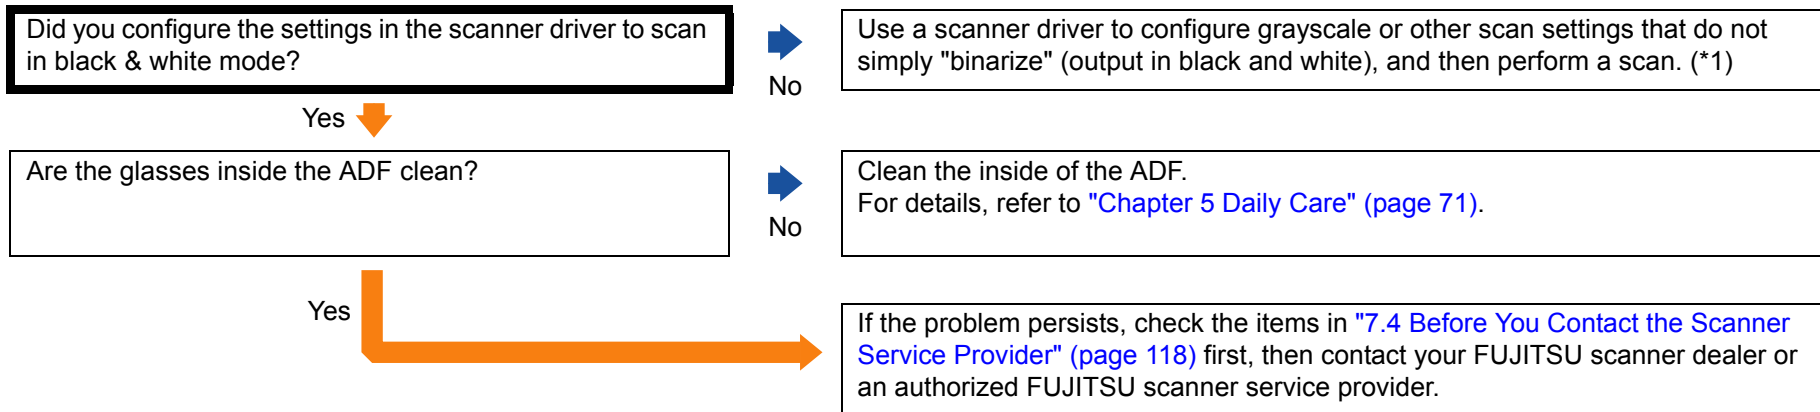 Did you configure the settings in the scanner driver to scan
in black & white mode?
No
Use a scanner driver to configure grayscale or other scan settings that do not
simply "binarize" (output in black and white), and then perform a scan. (*1)
Yes
Are the glasses inside the ADF clean?
No
Clean the inside of the ADF.
For details, refer to "Chapter 5 Daily Care" (page 71).
Yes
If the problem persists, check the items in "7.4 Before You Contact the Scanner
Service Provider" (page 118) first, then contact your FUJITSU scanner dealer or
an authorized FUJITSU scanner service provider.